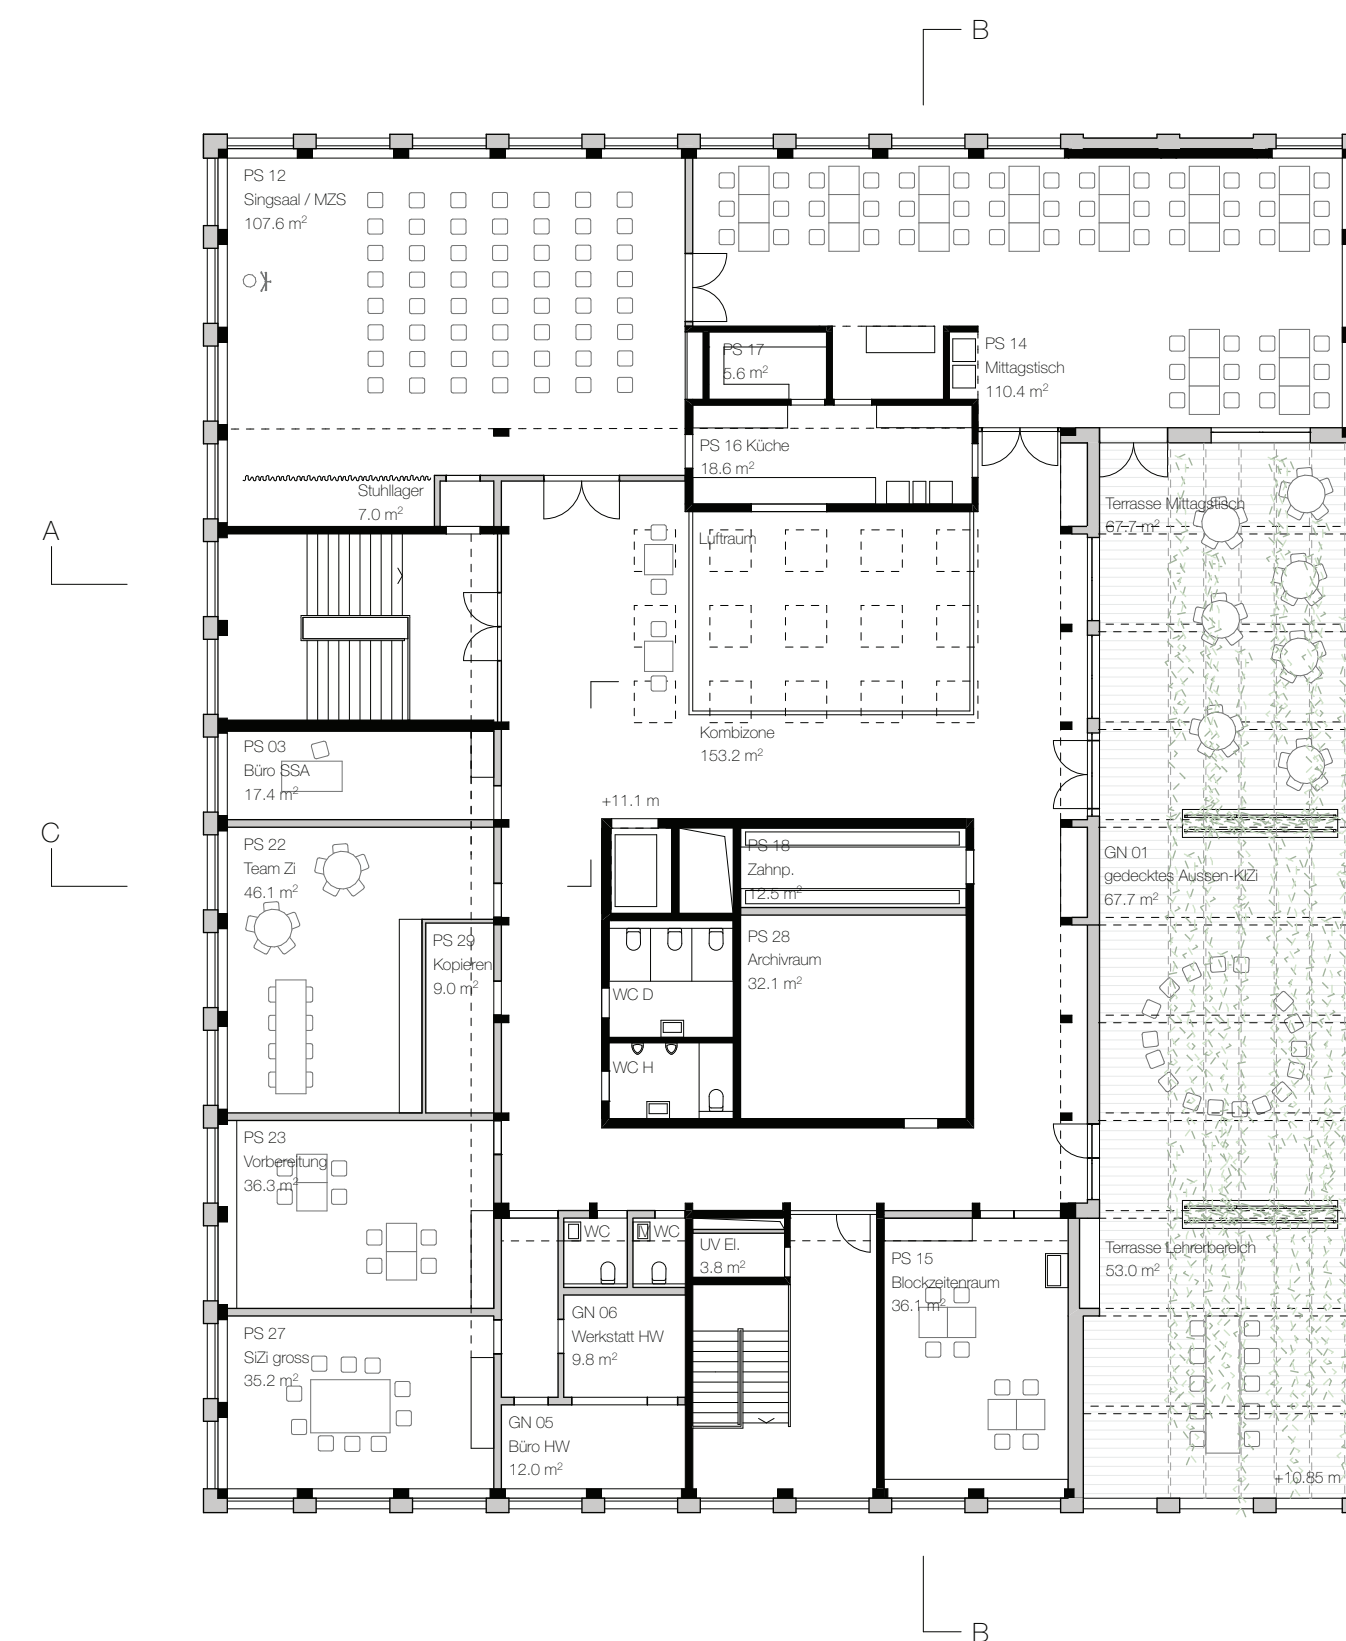 B
PS 12
Singsaal / MZS
107.6 m²
PS 17
5.6 m²
PS 14
Mittagstisch
110.4 m²
PS 16 Küche
18.6 m²
Stuhllager
7.0 m²
Terrasse Mittagstisch
67.7 m²
A
Luftraum
Kombizone
153.2 m²
PS 03
Büro SSA
17.4 m²
+11.1 m
C
PS 22
Team Zi
46.1 m²
PS 18
Zahnp.
12.5 m²
GN 01
gedecktes Aussen-KlZi
67.7 m²
PS 29
Kopieren
9.0 m²
PS 28
Archivraum
32.1 m²
WC D
WC H
PS 23
Vorbereitung
36.3 m²
WC
WC
UV El.
3.8 m²
PS 15
Blockzeitenraum
36.1 m²
Terrasse Lehrerbereich
53.0 m²
PS 27
SiZi gross
35.2 m²
GN 06
Werkstatt HW
9.8 m²
GN 05
Büro HW
12.0 m²
+10.85 m
B